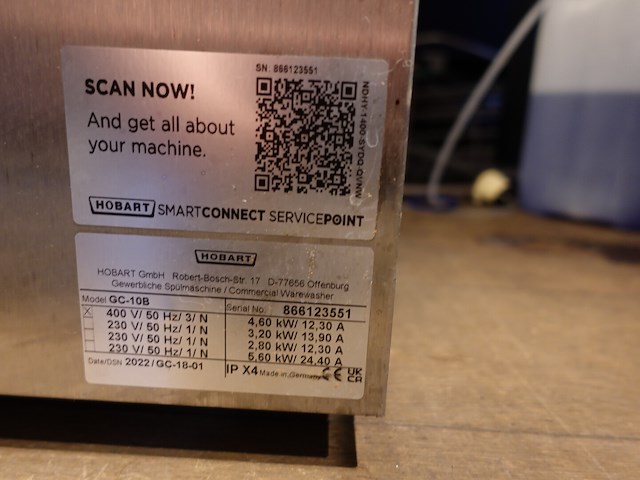 SN: 866123551
SCAN NOW!
And get all about
your machine.
HOBART SMARTCONNECT SERVICEPOINT
HOBART
HOBART GmbH Robert-Bosch-Str. 17 D-77656 Offenburg
Gewerbliche Spülmaschine / Commercial Warewasher
Model GC-10B Serial No. 866123551
X 400 V/ 50 Hz/ 3/ N 4,60 kW/ 12,30 A
230 V/ 50 Hz/ 1/ N 3,20 kW/ 13,90 A
230 V/ 50 Hz/ 1/ N 2,80 kW/ 12,30 A
230 V/ 50 Hz/ 1/ N 5,60 kW/ 24,40 A
Date/DSN 2022/GC-18-01 IP X4 Made in Germany CE UK CA